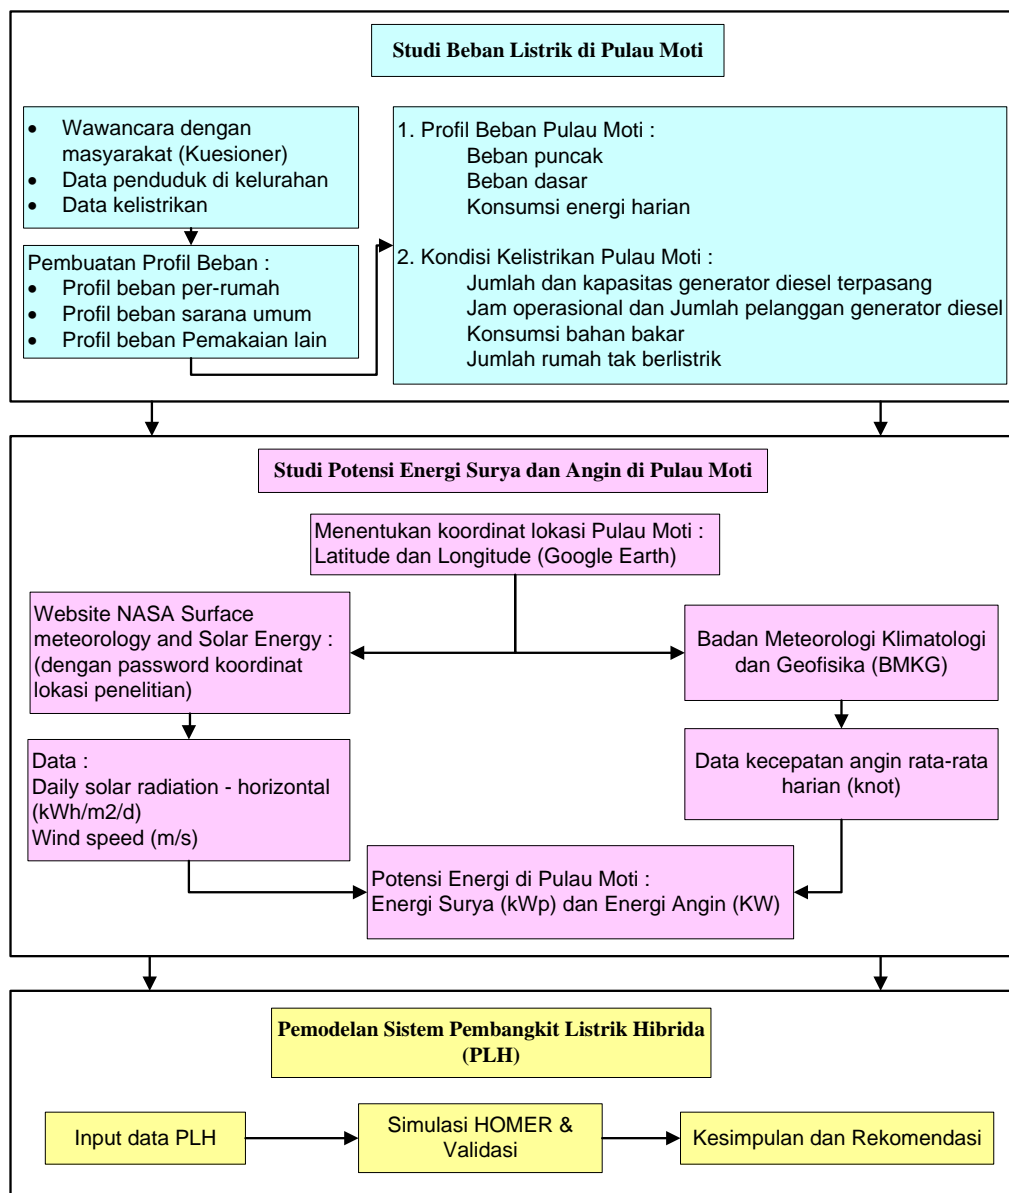 Studi Beban Listrik di Pulau Moti
• Wawancara dengan
masyarakat (Kuesioner)
• Data penduduk di kelurahan
• Data kelistrikan
Pembuatan Profil Beban :
• Profil beban per-rumah
• Profil beban sarana umum
• Profil beban Pemakaian lain
1. Profil Beban Pulau Moti :
Beban puncak
Beban dasar
Konsumsi energi harian
2. Kondisi Kelistrikan Pulau Moti :
Jumlah dan kapasitas generator diesel terpasang
Jam operasional dan Jumlah pelanggan generator diesel
Konsumsi bahan bakar
Jumlah rumah tak berlistrik
Studi Potensi Energi Surya dan Angin di Pulau Moti
Menentukan koordinat lokasi Pulau Moti :
Latitude dan Longitude (Google Earth)
Website NASA Surface
meteorology and Solar Energy :
(dengan password koordinat
lokasi penelitian)
Data :
Daily solar radiation - horizontal
(kWh/m2/d)
Wind speed (m/s)
Badan Meteorologi Klimatologi
dan Geofisika (BMKG)
Data kecepatan angin rata-rata
harian (knot)
Potensi Energi di Pulau Moti :
Energi Surya (kWp) dan Energi Angin (KW)
Pemodelan Sistem Pembangkit Listrik Hibrida
(PLH)
Input data PLH
Simulasi HOMER &
Validasi
Kesimpulan dan Rekomendasi